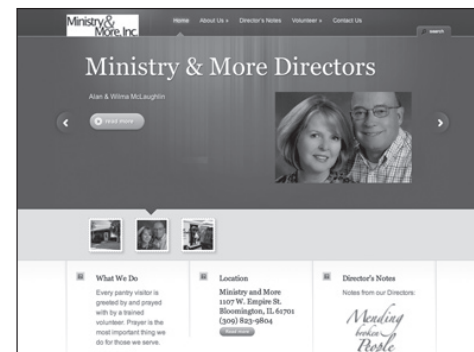 Ministry&
More, Inc.
Home About Us » Director's Notes Volunteer » Contact Us
search
Ministry & More Directors
Alan & Wilma McLaughlin
read more
What We Do
Every pantry visitor is
greeted by and prayed
with by a trained
volunteer. Prayer is the
most important thing we
do for those we serve.
Location
Ministry and More
1107 W. Empire St.
Bloomington, IL 61701
(309) 823-9804
Read more
Director's Notes
Notes from our Directors:
Mending
broken
People